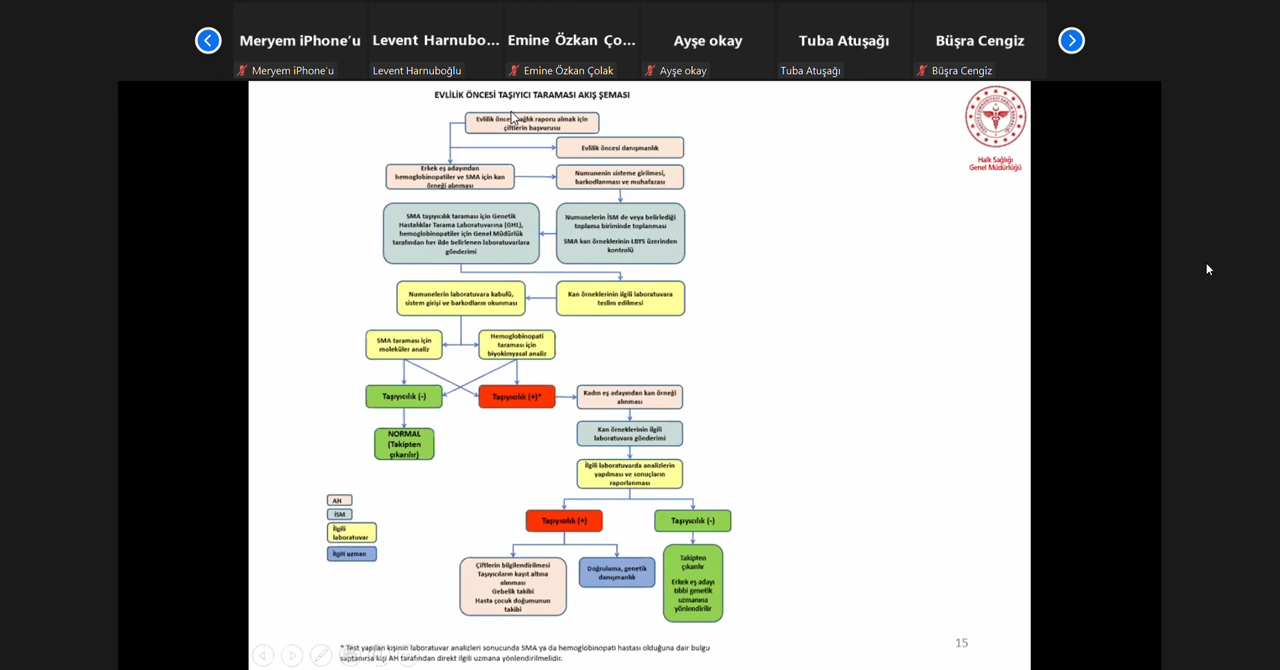 Meryem iPhone'u
Levent Harnubo...
Emine Özkan Ço...
Ayşe okay
Tuba Atuşağı
Büşra Cengiz
Meryem iPhone'u
Levent Harnuboğlu
Emine Özkan Çolak
Ayşe okay
Tuba Atuşağı
Büşra Cengiz
EVLİLİK ÖNCESİ TAŞIYICI TARAMASI AKIŞ ŞEMASI
Halk Sağlığı
Genel Müdürlüğü
Evlilik önces sağlık raporu almak için
çiftlerin başvurusu
Evlilik öncesi danışmanlık
Erkek eş adayından
hemoglobinopatiler ve SMA için kan
örneği alınması
Numunenin sisteme girilmesi,
barkodlanması ve muhafazası
SMA taşıyıcılık taraması için Genetik
Hastalıklar Tarama Laboratuvarına (GHL),
hemoglobinopatiler için Genel Müdürlük
tarafından her ilde belirlenen laboratuvarlara
gönderimi
Numunelerin İSM de veya belirlediği
toplama biriminde toplanması
SMA kan örneklerinin LBYS üzerinden
kontrolü
Numunelerin laboratuvara kabulü,
sistem girişi ve barkodların okunması
Kan örneklerinin ilgili laboratuvara
teslim edilmesi
SMA taraması için
moleküler analiz
Hemoglobinopati
taraması için
biyokimyasal analiz
Taşıyıcılık (-)
Taşıyıcılık (+)*
Kadın eş adayından kan örneği
alınması
NORMAL
(Takipten
çıkarılır)
Kan örneklerinin ilgili
laboratuvara gönderimi
İlgili laboratuvarda analizlerin
yapılması ve sonuçların
raporlanması
AH
İSM
İlgili
laboratuvar
İlgili uzman
Taşıyıcılık (+)
Taşıyıcılık (-)
Çiftlerin bilgilendirilmesi
Taşıyıcıların kayıt altına
alınması
Gebelik takibi
Hasta çocuk doğumunun
takibi
Doğrulama, genetik
danışmanlık
Takipten
çıkarılır
Erkek eş adayı
tıbbi genetik
uzmanına
yönlendirilir
* Test yapılan kişinin laboratuvar analizleri sonucunda SMA ya da hemoglobinopati hastası olduğuna dair bulgu
saptanırsa kişi AH tarafından direkt ilgili uzmana yönlendirilmelidir.
15